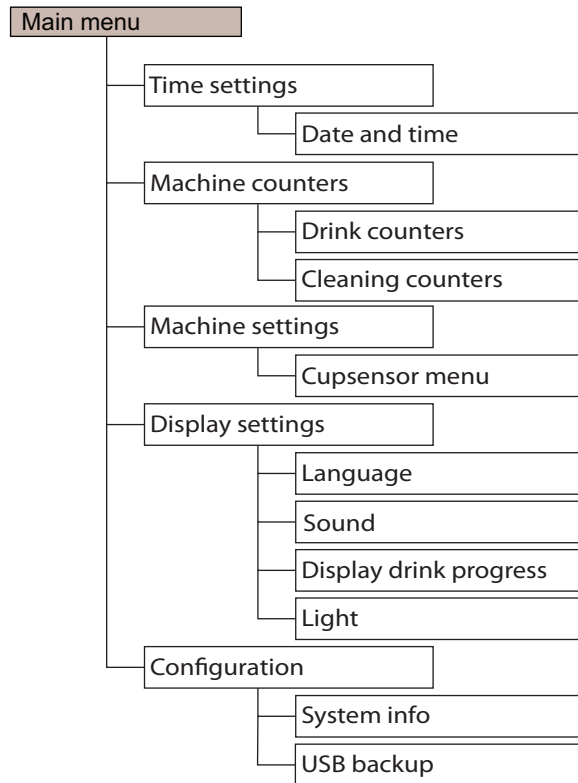 Main menu
Time settings
Date and time
Machine counters
Drink counters
Cleaning counters
Machine settings
Cupsensor menu
Display settings
Language
Sound
Display drink progress
Light
Configuration
System info
USB backup